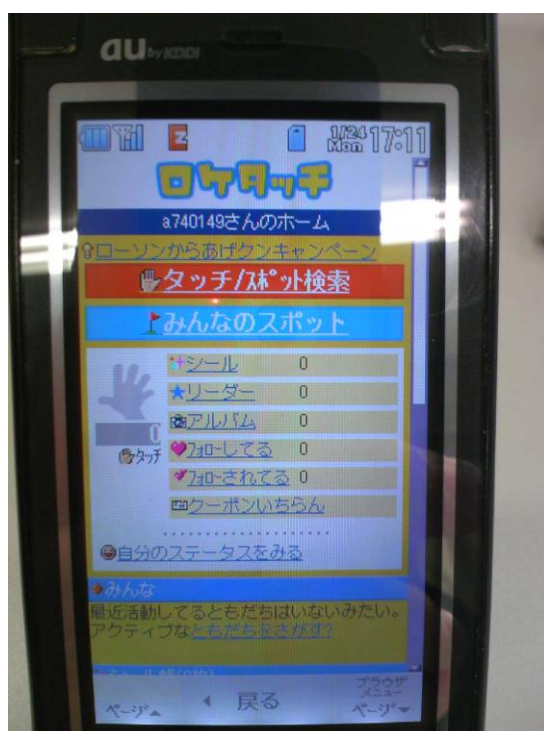 au by KDDI
1/24 Mon 17:11
ロケタッチ
a740149さんのホーム
ローソンからあげクンキャンペーン
タッチ/ｽﾎﾟｯﾄ検索
みんなのスポット
シール 0
リーダー 0
アルバム 0
0
タッチ
ﾌｫﾛｰしてる 0
ﾌｫﾛｰされてる 0
クーポンいちらん
自分のステータスをみる
みんな
最近活動してるともだちはいないみたい。
アクティブなともだちをさがす?
ページ▲ 戻る ブラウザメニュー ページ▼